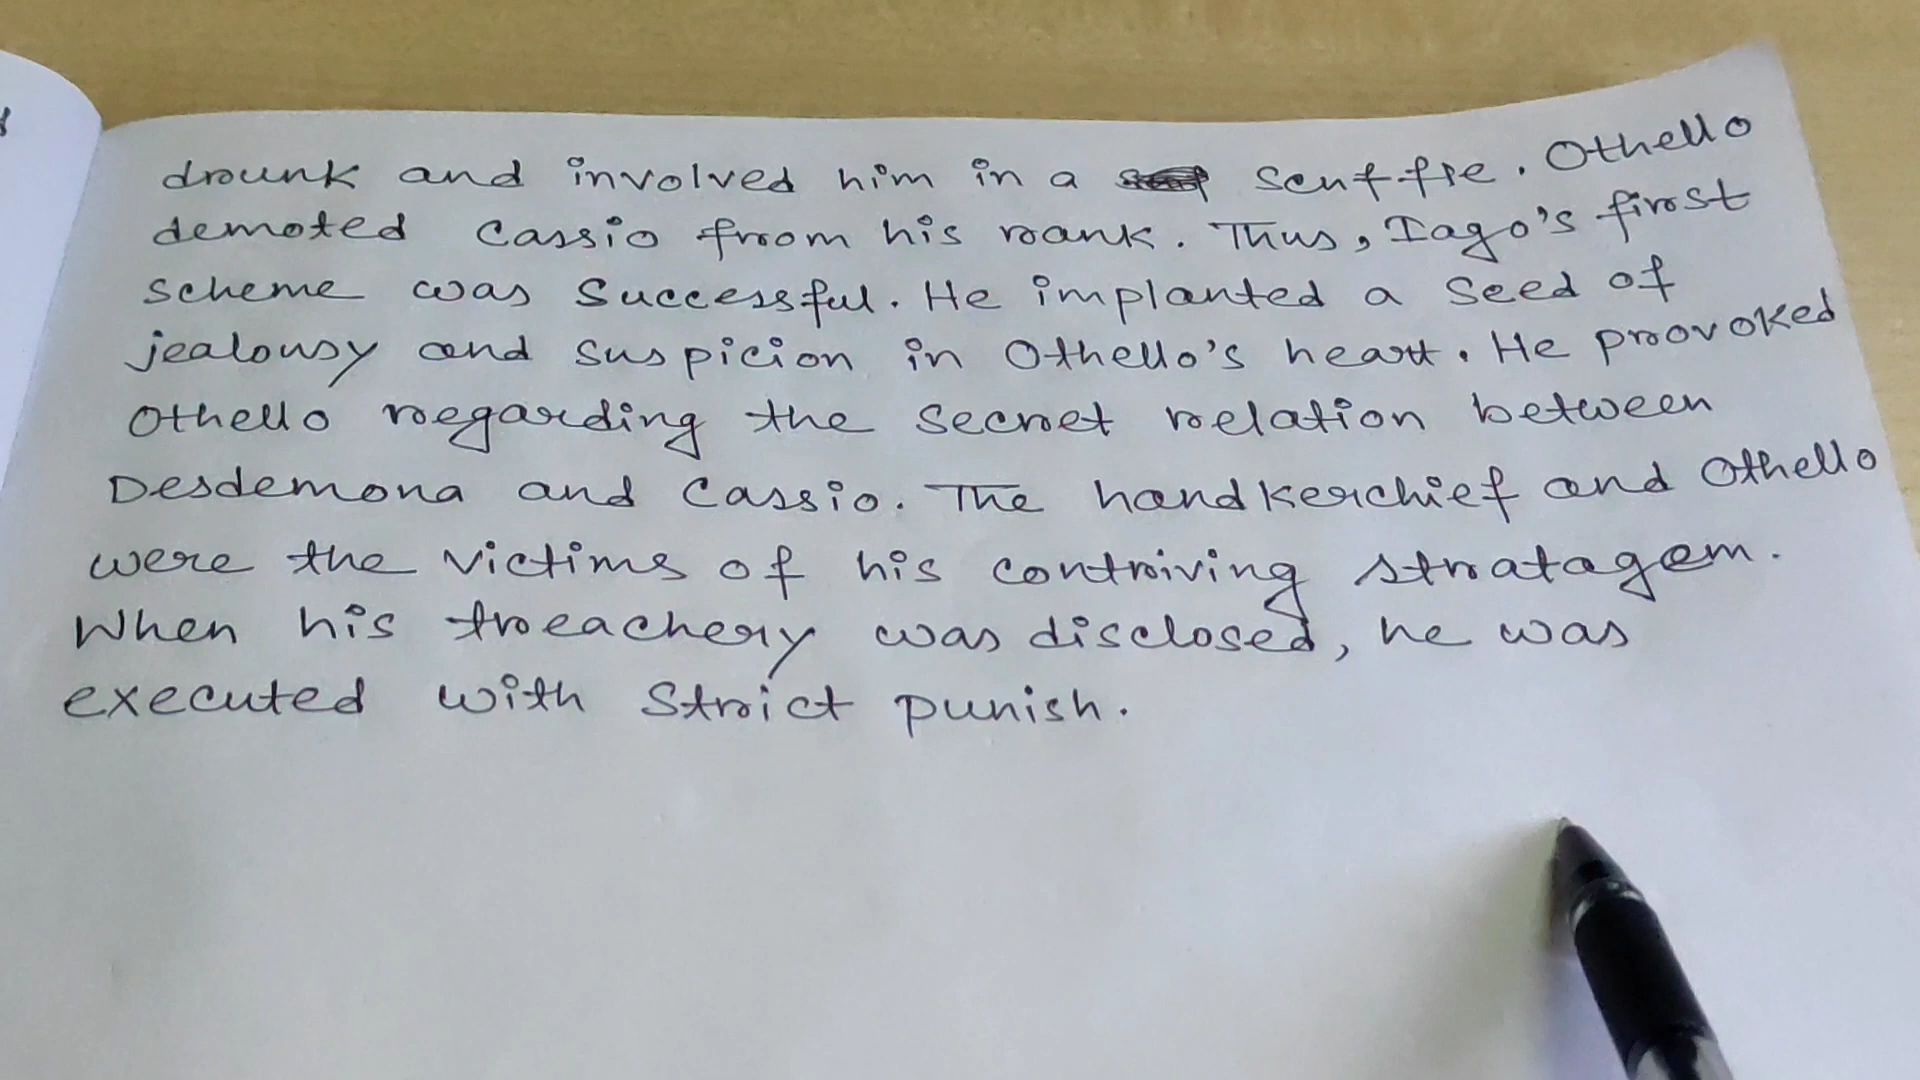 drunk and involved him in a scuffle. Othello
demoted Cassio from his rank. Thus, Iago's first
scheme was successful. He implanted a seed of
jealousy and suspicion in Othello's heart. He provoked
Othello regarding the secret relation between
Desdemona and Cassio. The handkerchief and Othello
were the victims of his contriving stratagem.
When his treachery was disclosed, he was
executed with strict punish.